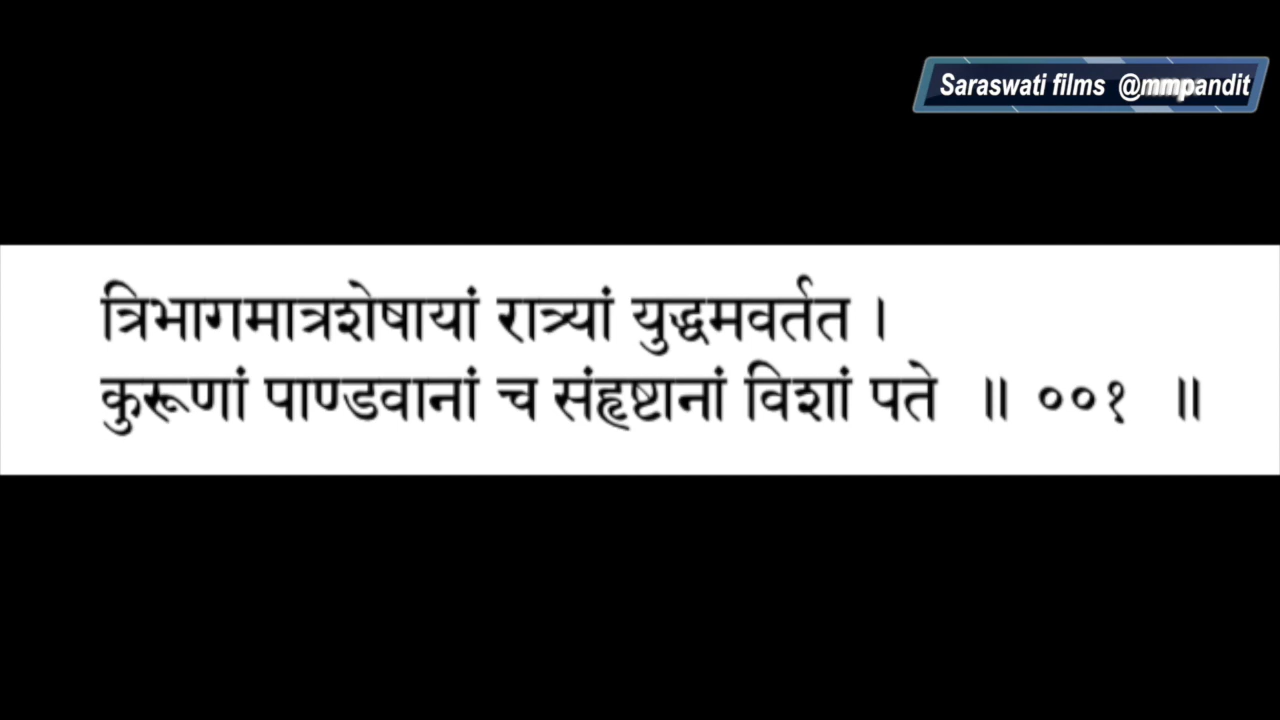 Saraswati films @mmpandit
त्रिभागमात्रशेषायां रात्र्यां युद्धमवर्तत ।
कुरूणां पाण्डवानां च संहृष्टानां विशां पते ॥ ००१ ॥